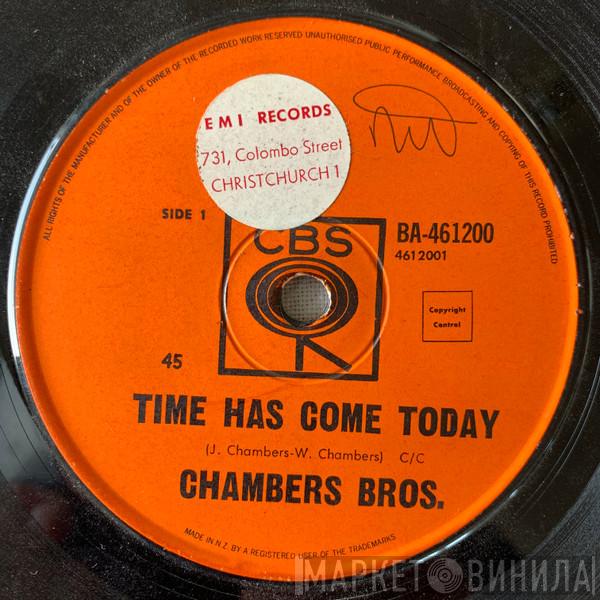 ALL RIGHTS OF THE MANUFACTURER AND OF THE OWNER OF THE RECORDED WORK RESERVED UNAUTHORISED PUBLIC PERFORMANCE BROADCASTING AND COPYING OF THIS RECORD PROHIBITED
E M I RECORDS
731, Colombo Street
CHRISTCHURCH 1
SIDE 1
CBS
BA-461200
4612001
Copyright
Control
45
TIME HAS COME TODAY
(J. Chambers-W. Chambers) C/C
CHAMBERS BROS.
MADE IN N.Z. BY A REGISTERED USER OF THE TRADEMARKS
МАРКЕТ ВИНИЛА